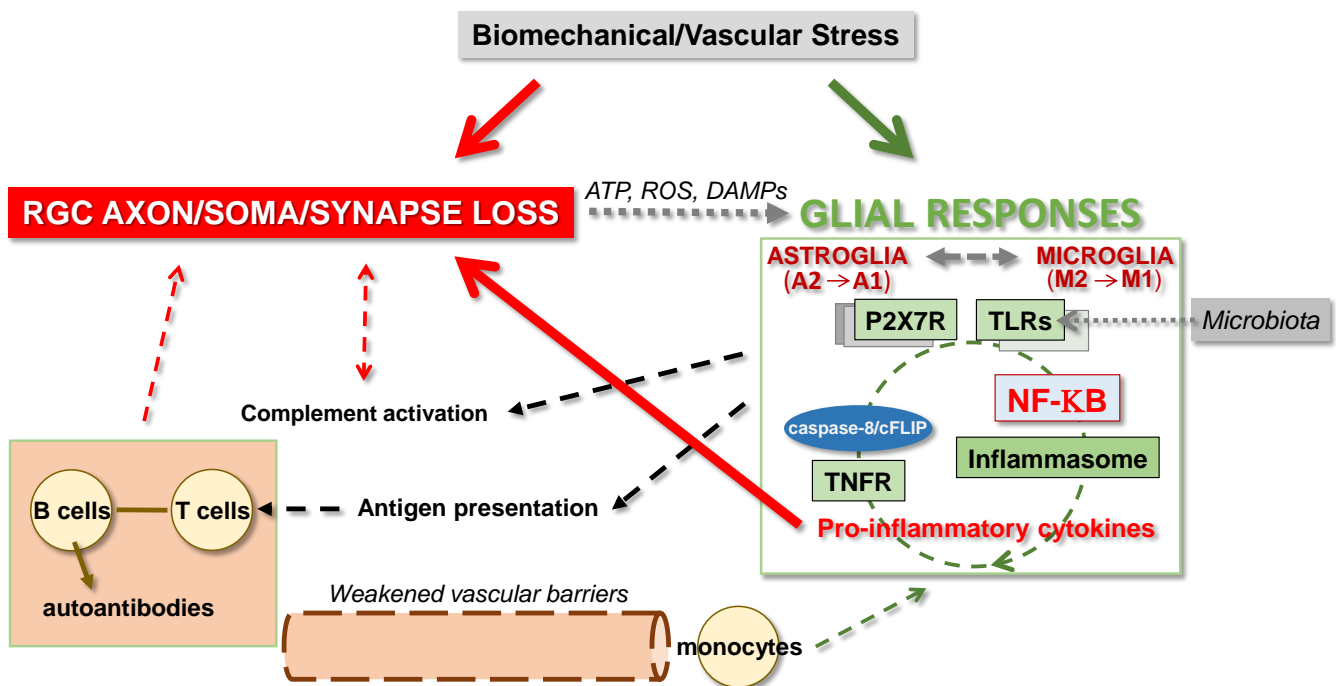 Biomechanical/Vascular Stress
RGC AXON/SOMA/SYNAPSE LOSS
ATP, ROS, DAMPs
GLIAL RESPONSES
ASTROGLIA
(A2 → A1)
MICROGLIA
(M2 → M1)
P2X7R
TLRs
Microbiota
NF-KB
caspase-8/cFLIP
Inflammasome
TNFR
Pro-inflammatory cytokines
Complement activation
Antigen presentation
B cells
T cells
autoantibodies
Weakened vascular barriers
monocytes